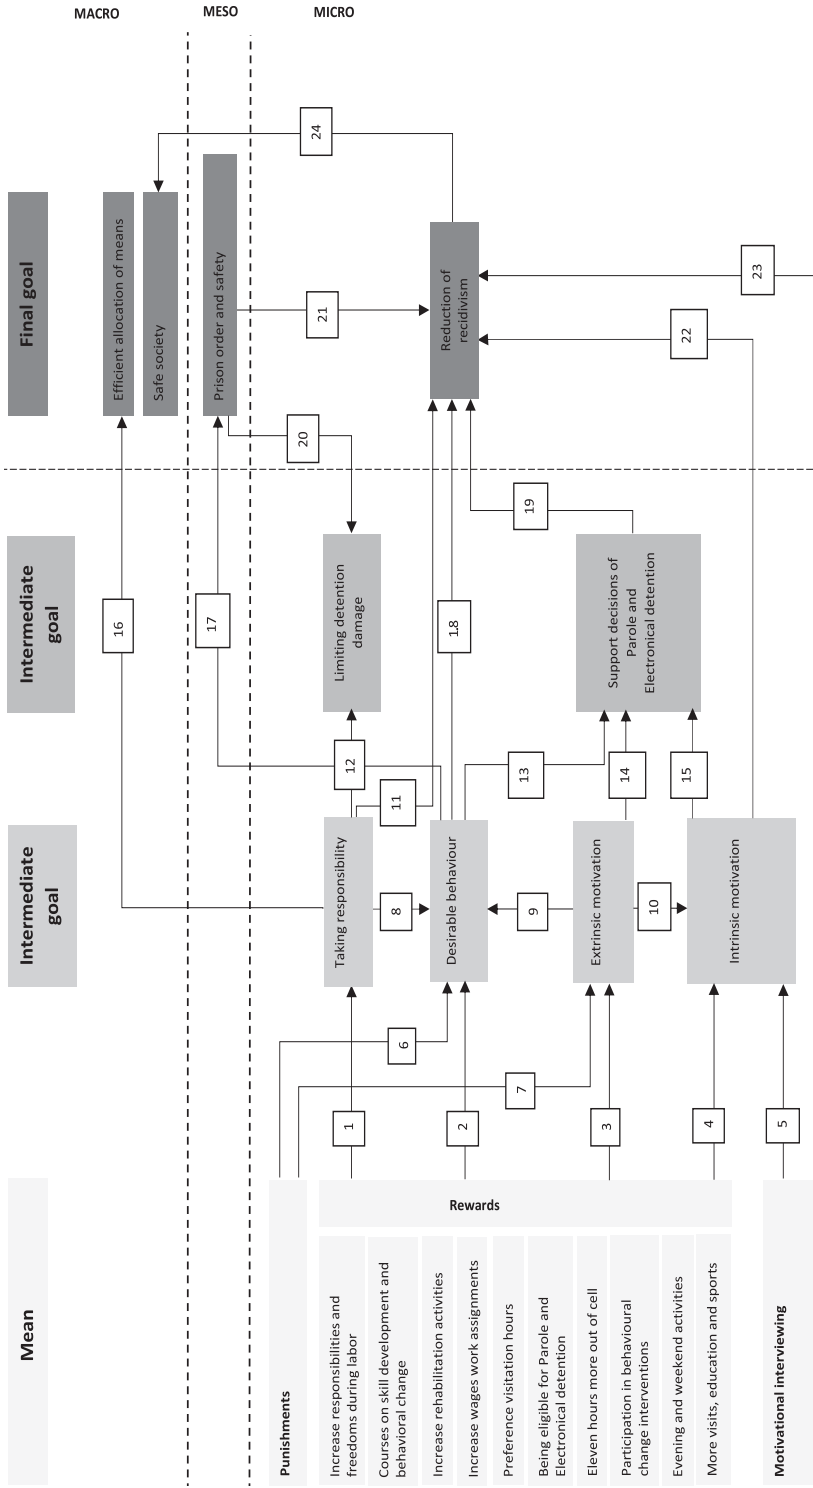 MACRO
MESO
MICRO
Mean
Intermediate
goal
Intermediate
goal
Final goal
Punishments
Increase responsibilities and
freedoms during labor
Courses on skill development and
behavioral change
Increase rehabilitation activities
Increase wages work assignments
Preference visitation hours
Being eligible for Parole and
Electronical detention
Eleven hours more out of cell
Participation in behavioural
change interventions
Evening and weekend activities
More visits, education and sports
Motivational interviewing
Rewards
1
2
3
4
5
6
7
Taking responsibility
8
Desirable behaviour
9
Extrinsic motivation
10
Intrinsic motivation
11
12
13
14
15
16
17
1.8
Limiting detention
damage
Support decisions of
Parole and
Electronical detention
19
20
Efficient allocation of means
Safe society
Prison order and safety
21
Reduction of
recidivism
22
23
24